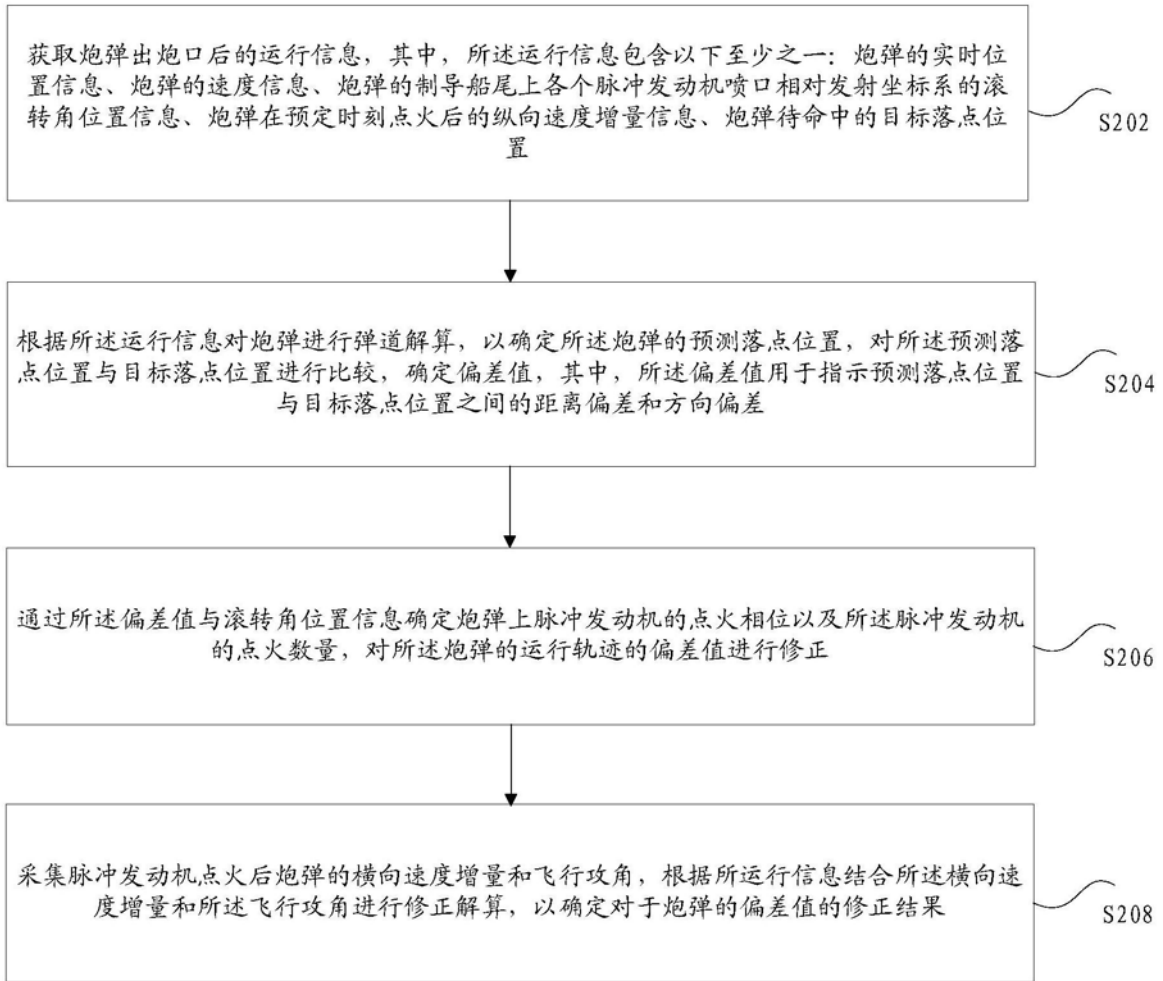 获取炮弹出炮口后的运行信息，其中，所述运行信息包含以下至少之一：炮弹的实时位
置信息、炮弹的速度信息、炮弹的制导船尾上各个脉冲发动机喷口相对发射坐标系的滚
转角位置信息、炮弹在预定时刻点火后的纵向速度增量信息、炮弹待命中的目标落点位
置
S202
根据所述运行信息对炮弹进行弹道解算，以确定所述炮弹的预测落点位置，对所述预测落
点位置与目标落点位置进行比较，确定偏差值，其中，所述偏差值用于指示预测落点位置
与目标落点位置之间的距离偏差和方向偏差
S204
通过所述偏差值与滚转角位置信息确定炮弹上脉冲发动机的点火相位以及所述脉冲发动机
的点火数量，对所述炮弹的运行轨迹的偏差值进行修正
S206
采集脉冲发动机点火后炮弹的横向速度增量和飞行攻角，根据所运行信息结合所述横向速
度增量和所述飞行攻角进行修正解算，以确定对于炮弹的偏差值的修正结果
S208